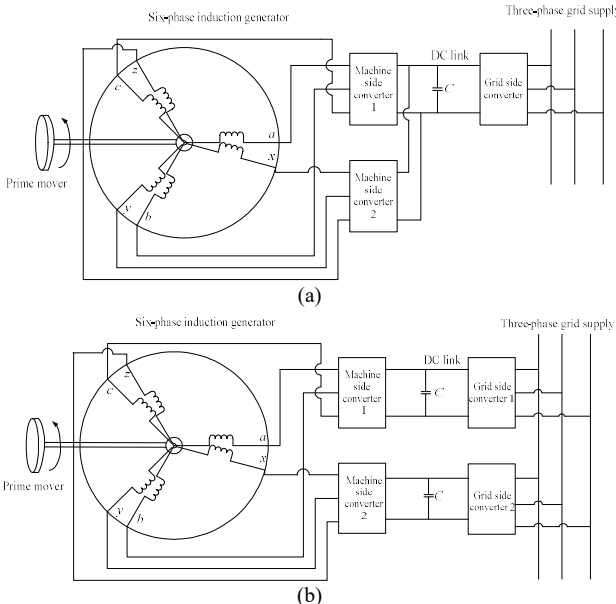 Six-phase induction generator
Three-phase grid supply
z
c
a
x
y
b
Prime mover
Machine
side
converter
1
DC link
C
Grid side
converter
Machine
side
converter
2
(a)
Six-phase induction generator
Three-phase grid supply
z
c
a
x
y
b
Prime mover
Machine
side
converter
1
DC link
C
Grid side
converter 1
Machine
side
converter
2
C
Grid side
converter 2
(b)